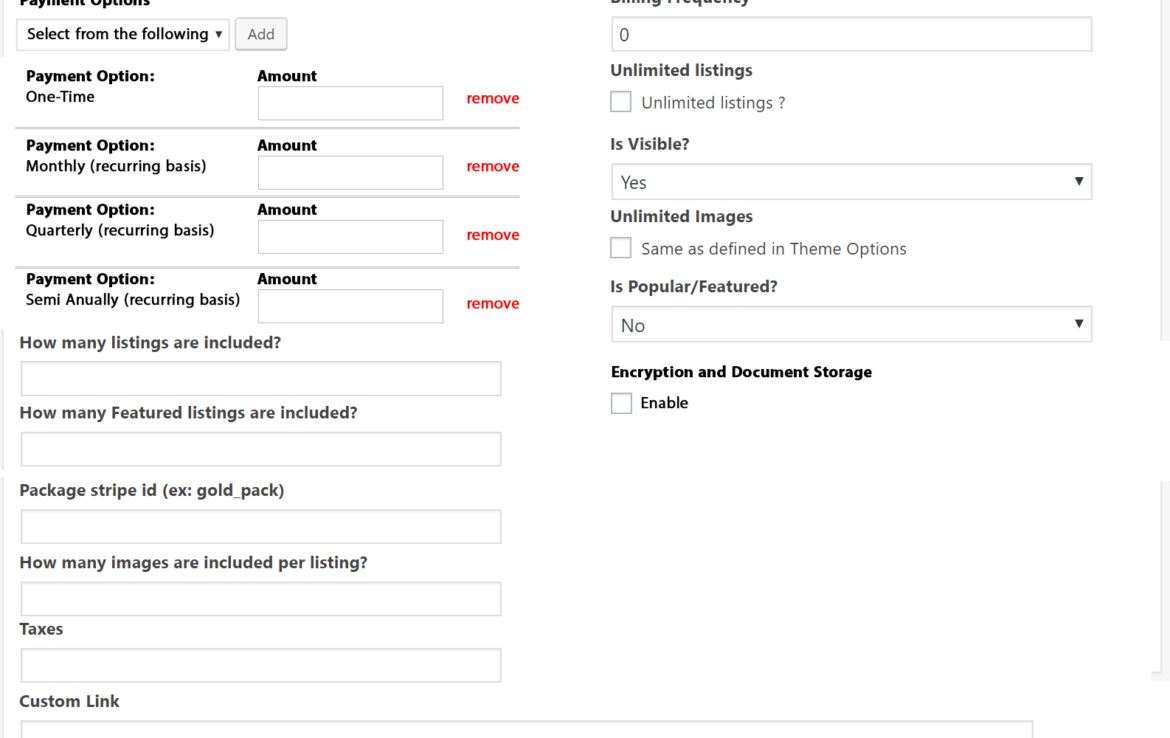 Payment Options
Select from the following ▼
Add
Payment Option:
Amount
One-Time
remove
Payment Option:
Amount
Monthly (recurring basis)
remove
Payment Option:
Amount
Quarterly (recurring basis)
remove
Payment Option:
Amount
Semi Anually (recurring basis)
remove
How many listings are included?
How many Featured listings are included?
Package stripe id (ex: gold_pack)
How many images are included per listing?
Taxes
Custom Link
Billing Frequency
0
Unlimited listings
Unlimited listings ?
Is Visible?
Yes ▼
Unlimited Images
Same as defined in Theme Options
Is Popular/Featured?
No ▼
Encryption and Document Storage
Enable